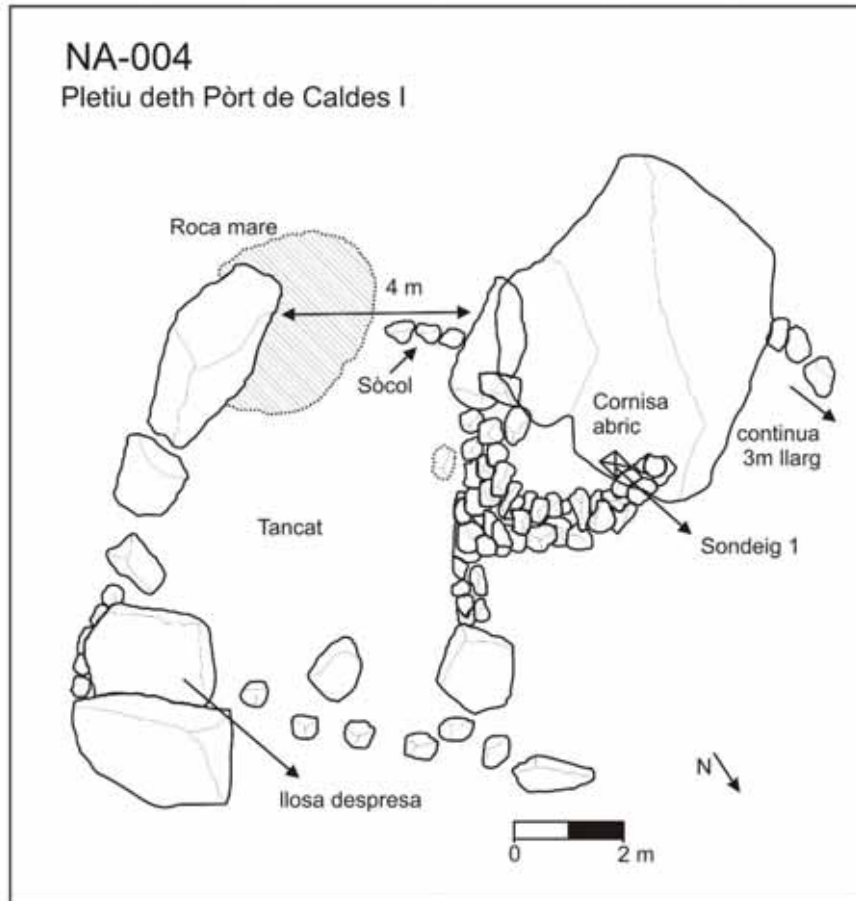 NA-004
Pletiu deth Pòrt de Caldes I
Roca mare
4 m
Sòcol
Cornisa
abric
continua
3m llarg
Tancat
Sondeig 1
llosa despresa
N
0
2 m